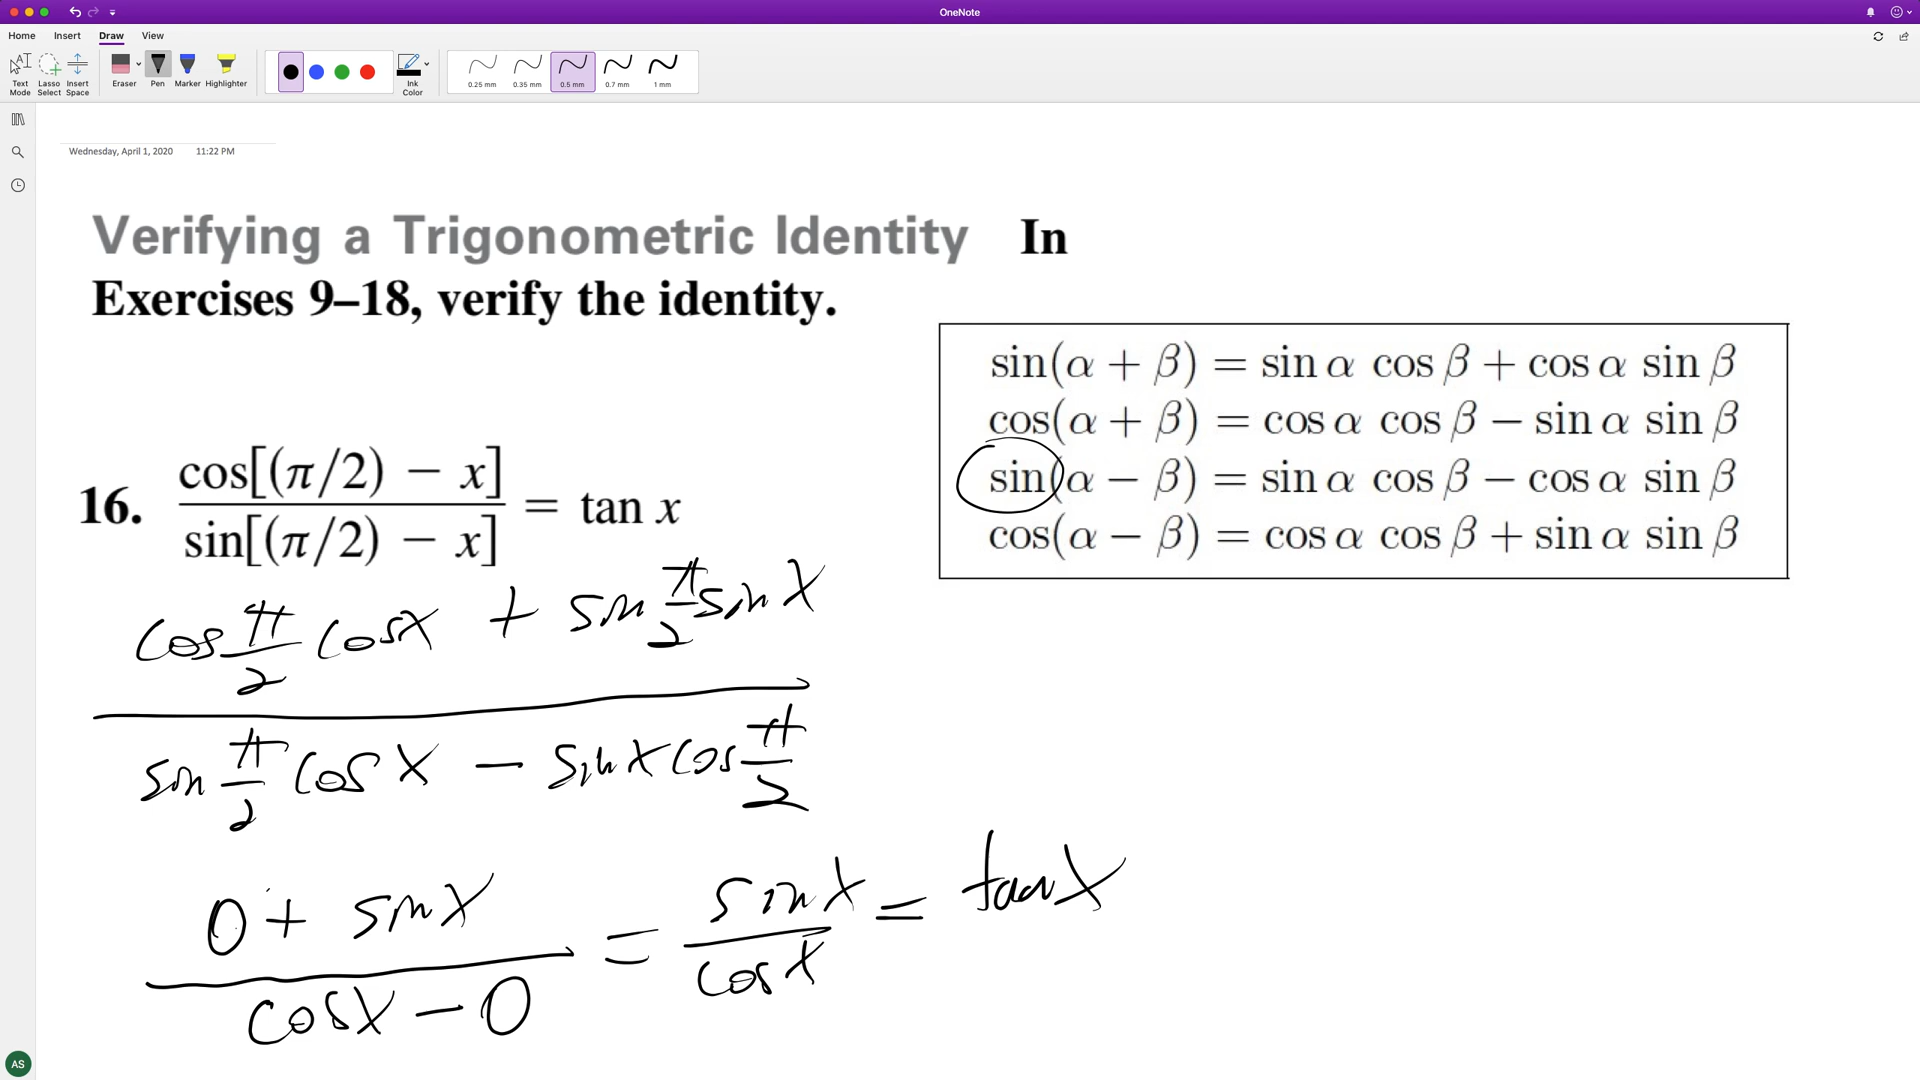 OneNote
Home Insert Draw View
Text Mode Lasso Select Insert Space Eraser Pen Marker Highlighter Ink Color 0.25 mm 0.35 mm 0.5 mm 0.7 mm 1 mm
Wednesday, April 1, 2020 11:22 PM
Verifying a Trigonometric Identity In
Exercises 9–18, verify the identity.
sin(α + β) = sin α cos β + cos α sin β
cos(α + β) = cos α cos β − sin α sin β
sin(α − β) = sin α cos β − cos α sin β
cos(α − β) = cos α cos β + sin α sin β
16. cos[(π/2) − x] / sin[(π/2) − x] = tan x
cos π/2 cos x + sin π/2 sin x
sin π/2 cos x − sin x cos π/2
0 + sin x / cos x − 0 = sin x / cos x = tan x
AS